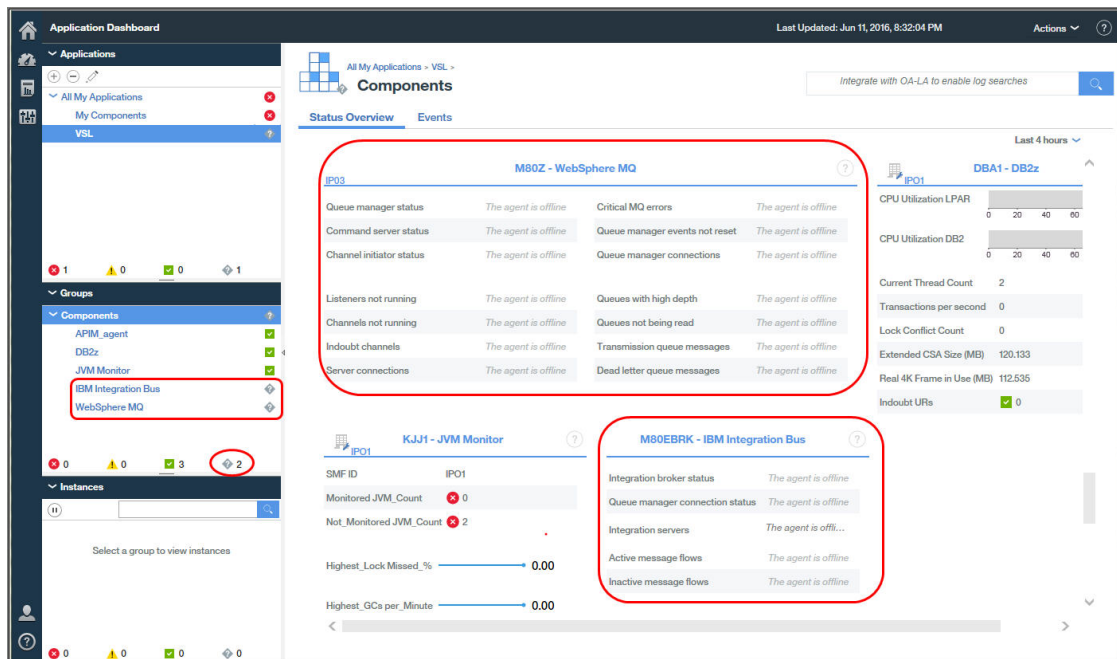 Application Dashboard
Last Updated: Jun 11, 2016, 8:32:04 PM
Actions
Applications
All My Applications
My Components
VSL
1
0
0
1
Groups
Components
APIM_agent
DB2z
JVM Monitor
IBM Integration Bus
WebSphere MQ
0
0
3
2
Instances
Select a group to view instances
0
0
0
0
All My Applications > VSL >
Components
Integrate with OA-LA to enable log searches
Status Overview Events
Last 4 hours
M80Z - WebSphere MQ
IP03
Queue manager status The agent is offline Critical MQ errors The agent is offline
Command server status The agent is offline Queue manager events not reset The agent is offline
Channel initiator status The agent is offline Queue manager connections The agent is offline
Listeners not running The agent is offline Queues with high depth The agent is offline
Channels not running The agent is offline Queues not being read The agent is offline
Indoubt channels The agent is offline Transmission queue messages The agent is offline
Server connections The agent is offline Dead letter queue messages The agent is offline
DBA1 - DB2z
IPO1
CPU Utilization LPAR
0 20 40 60
CPU Utilization DB2
0 20 40 60
Current Thread Count 2
Transactions per second 0
Lock Conflict Count 0
Extended CSA Size (MB) 120.133
Real 4K Frame in Use (MB) 112.535
Indoubt URs 0
KJJ1 - JVM Monitor
IPO1
SMF ID IPO1
Monitored JVM_Count 0
Not_Monitored JVM_Count 2
Highest_Lock Missed_% 0.00
Highest_GCs per_Minute 0.00
M80EBRK - IBM Integration Bus
Integration broker status The agent is offline
Queue manager connection status The agent is offline
Integration servers The agent is offli...
Active message flows The agent is offline
Inactive message flows The agent is offline